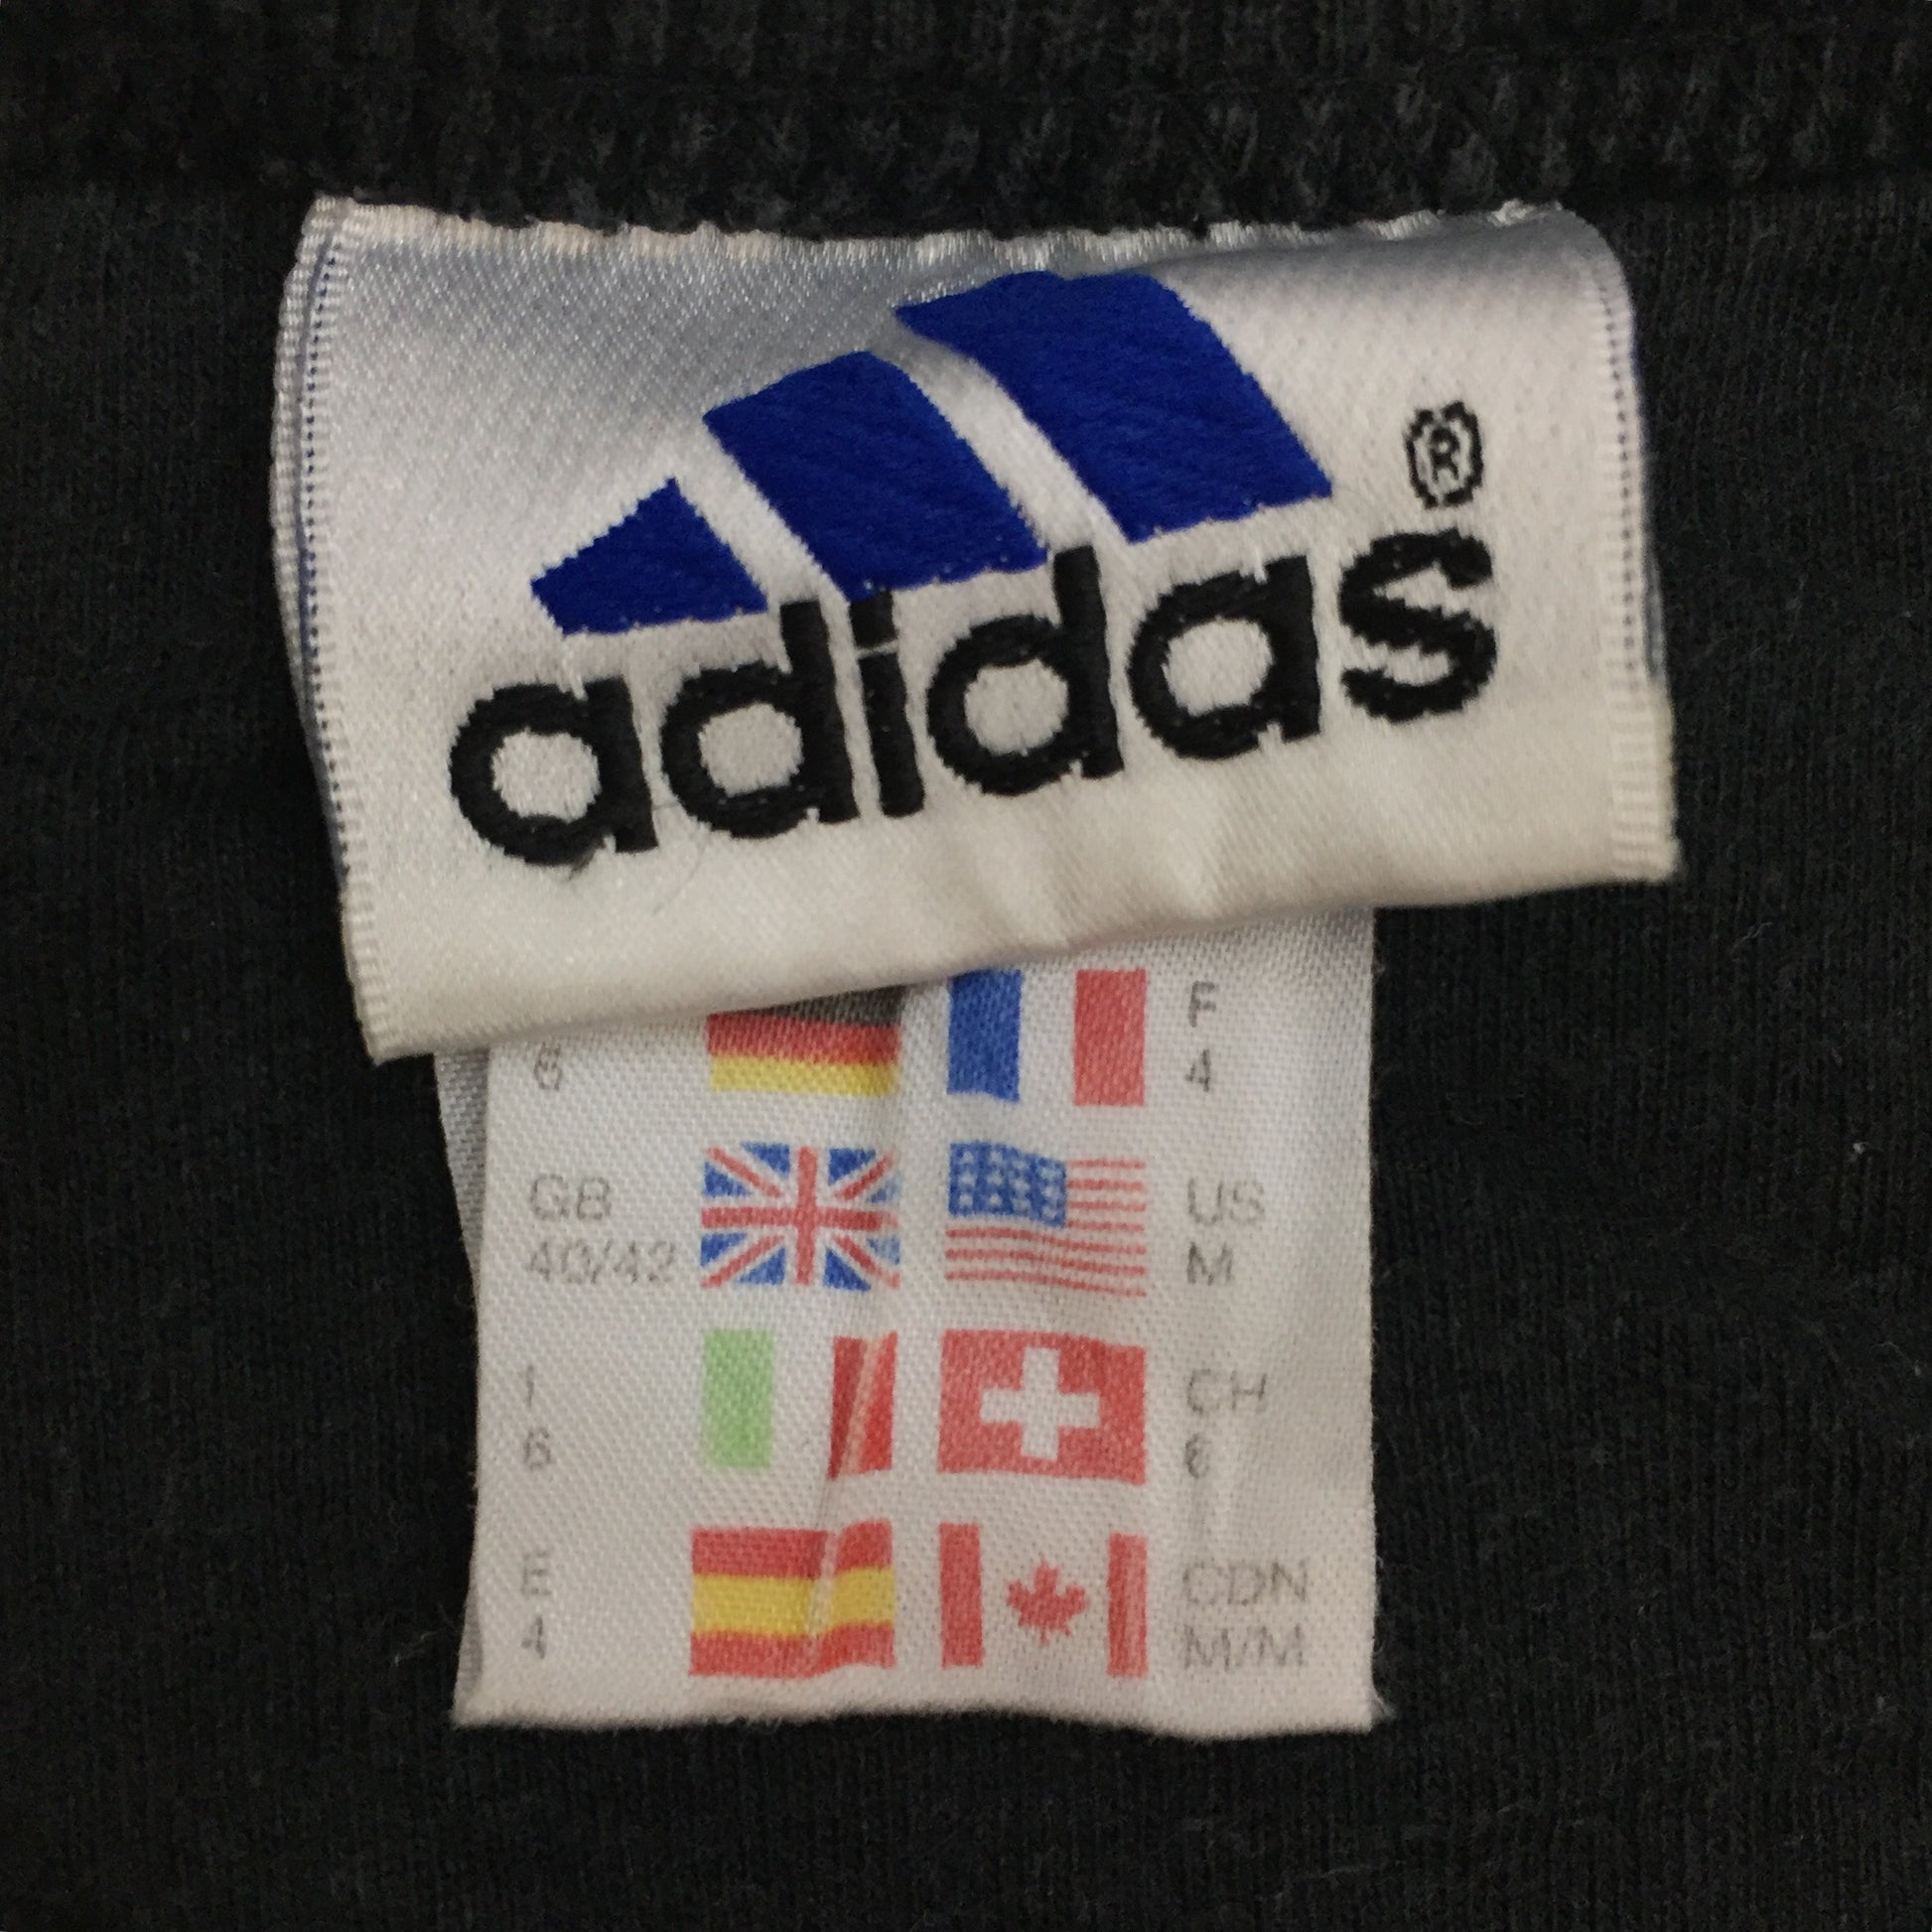 ®
adidas
6 F
4
GB US
40/42 M
I CH
6 6
E CDN
4 M/M